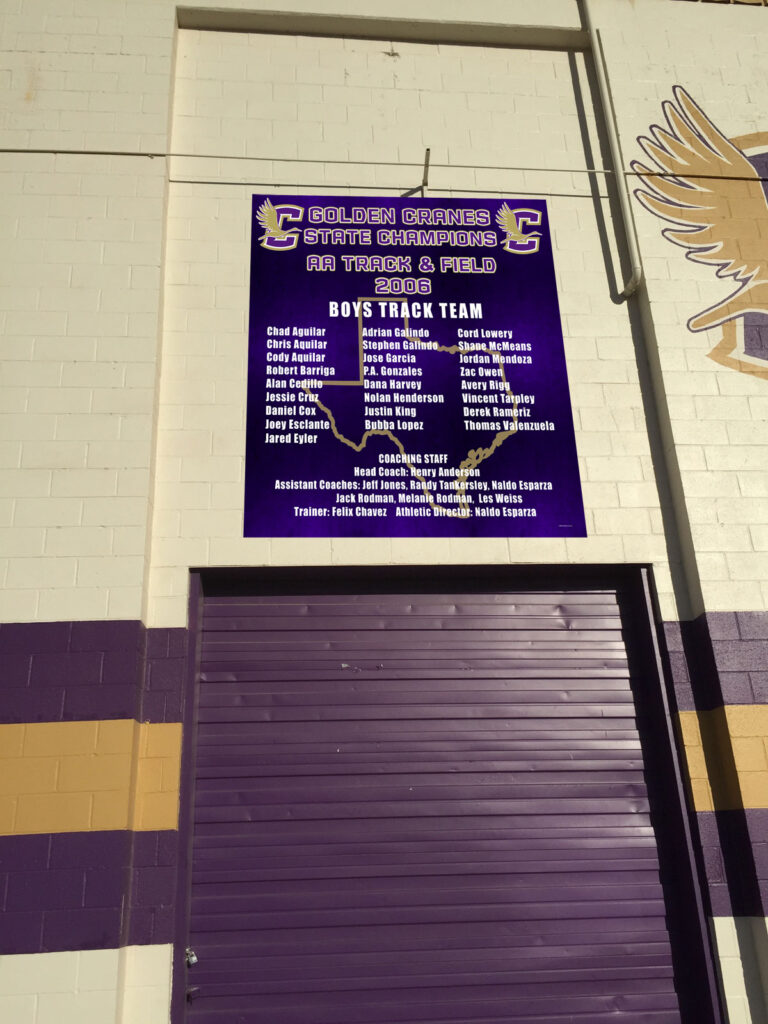 GOLDEN CRANES
STATE CHAMPIONS
AA TRACK & FIELD
2006
BOYS TRACK TEAM
Chad Aguilar Adrian Galindo Cord Lowery
Chris Aquilar Stephen Galindo Shane McMeans
Cody Aquilar Jose Garcia Jordan Mendoza
Robert Barriga P.A. Gonzales Zac Owen
Alan Cedillo Dana Harvey Avery Rigg
Jessie Cruz Nolan Henderson Vincent Tarpley
Daniel Cox Justin King Derek Rameriz
Joey Esclante Bubba Lopez Thomas Valenzuela
Jared Eyler
COACHING STAFF
Head Coach: Henry Anderson
Assistant Coaches: Jeff Jones, Randy Tankersley, Naldo Esparza
Jack Rodman, Melanie Rodman, Les Weiss
Trainer: Felix Chavez Athletic Director: Naldo Esparza